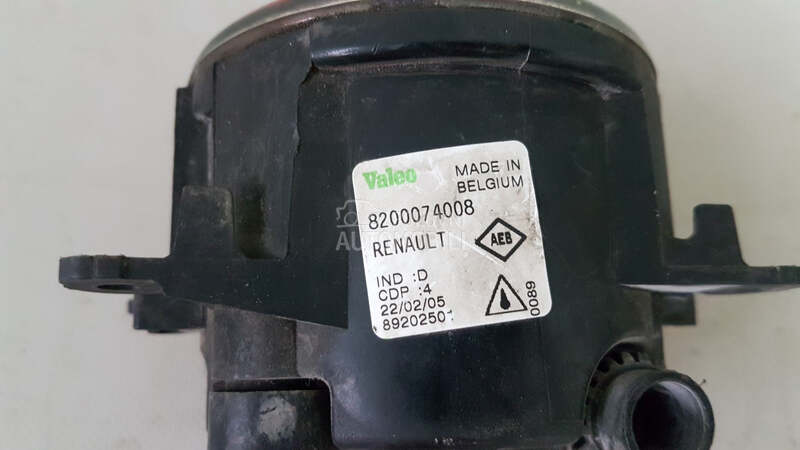 Valeo MADE IN
BELGIUM
8200074008
RENAULT AEB
IND :D
CDP :4
22/02/05
89202501
0089